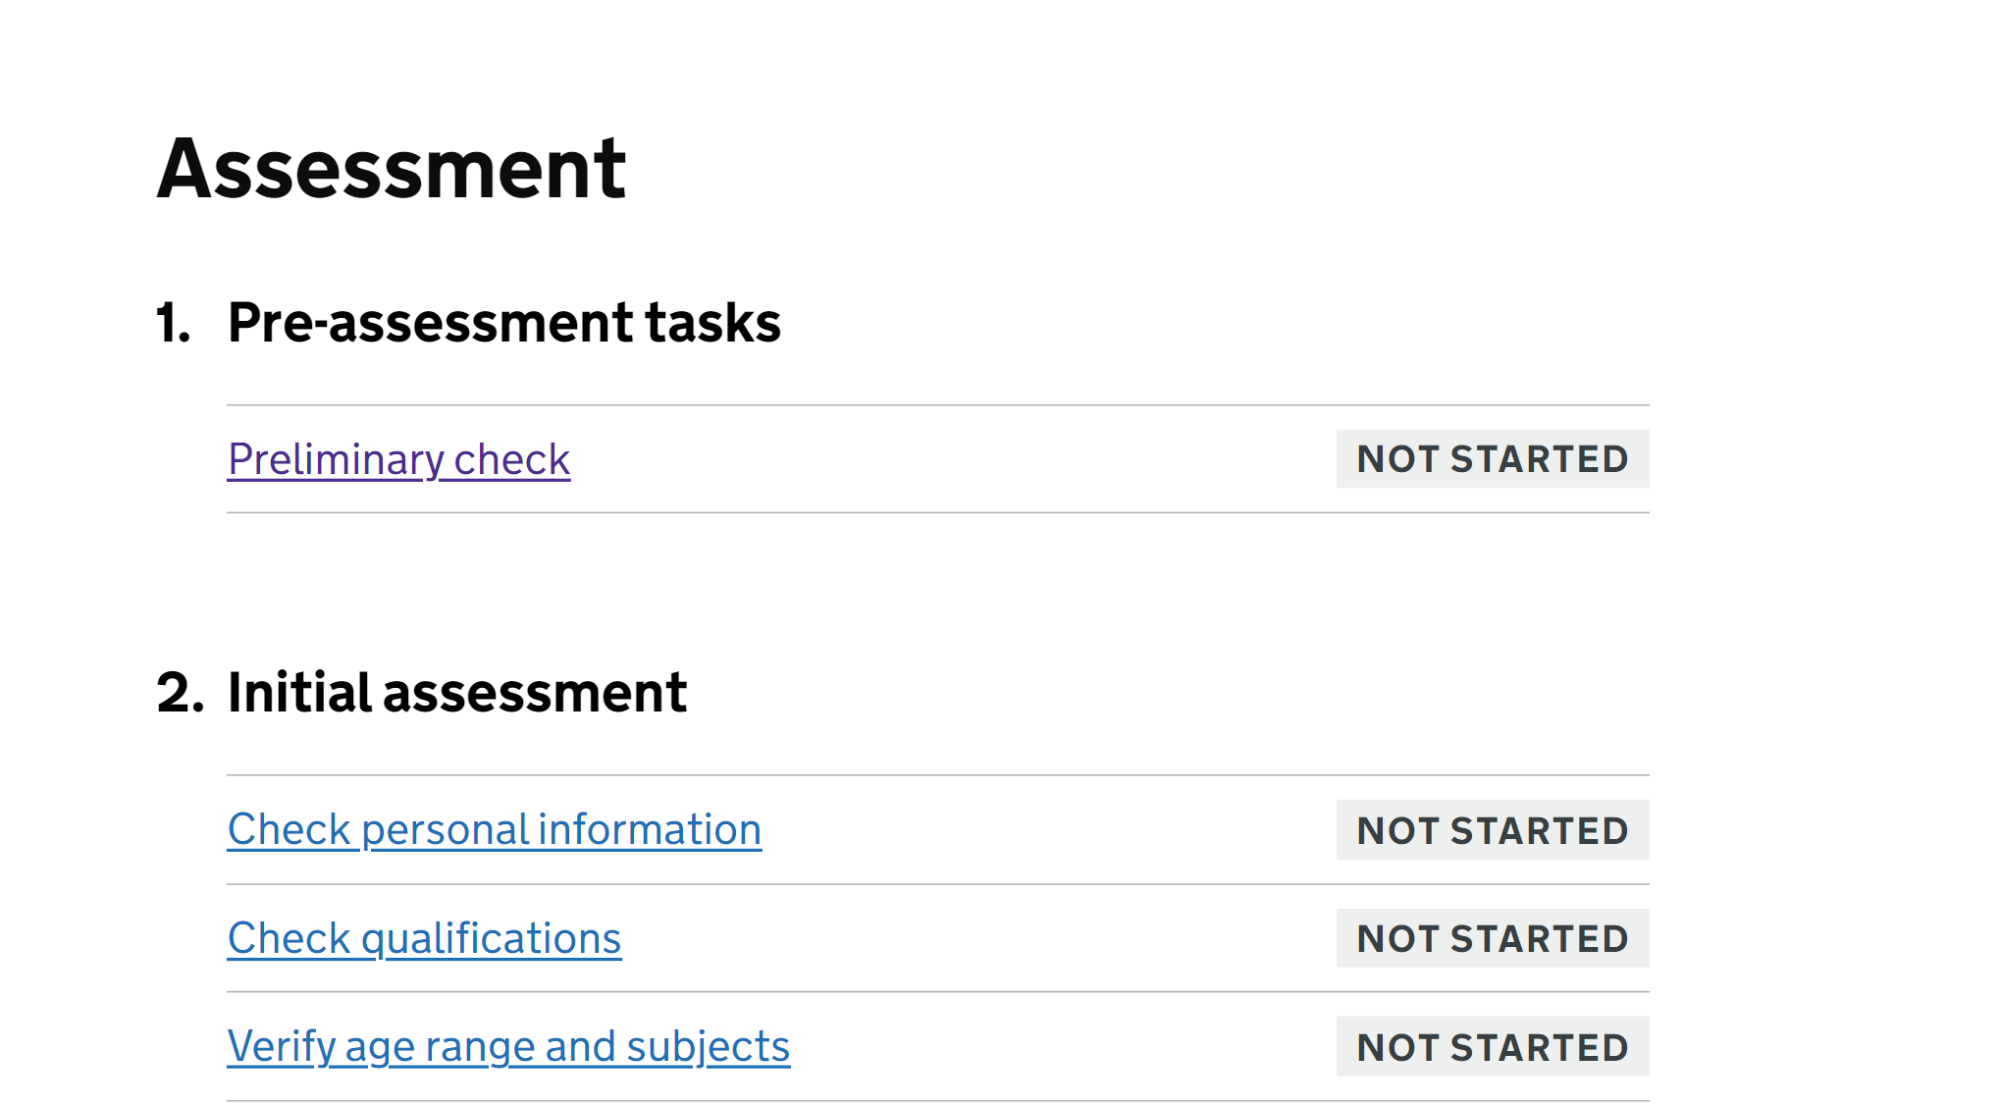 Assessment
1. Pre-assessment tasks
Preliminary check NOT STARTED
2. Initial assessment
Check personal information NOT STARTED
Check qualifications NOT STARTED
Verify age range and subjects NOT STARTED